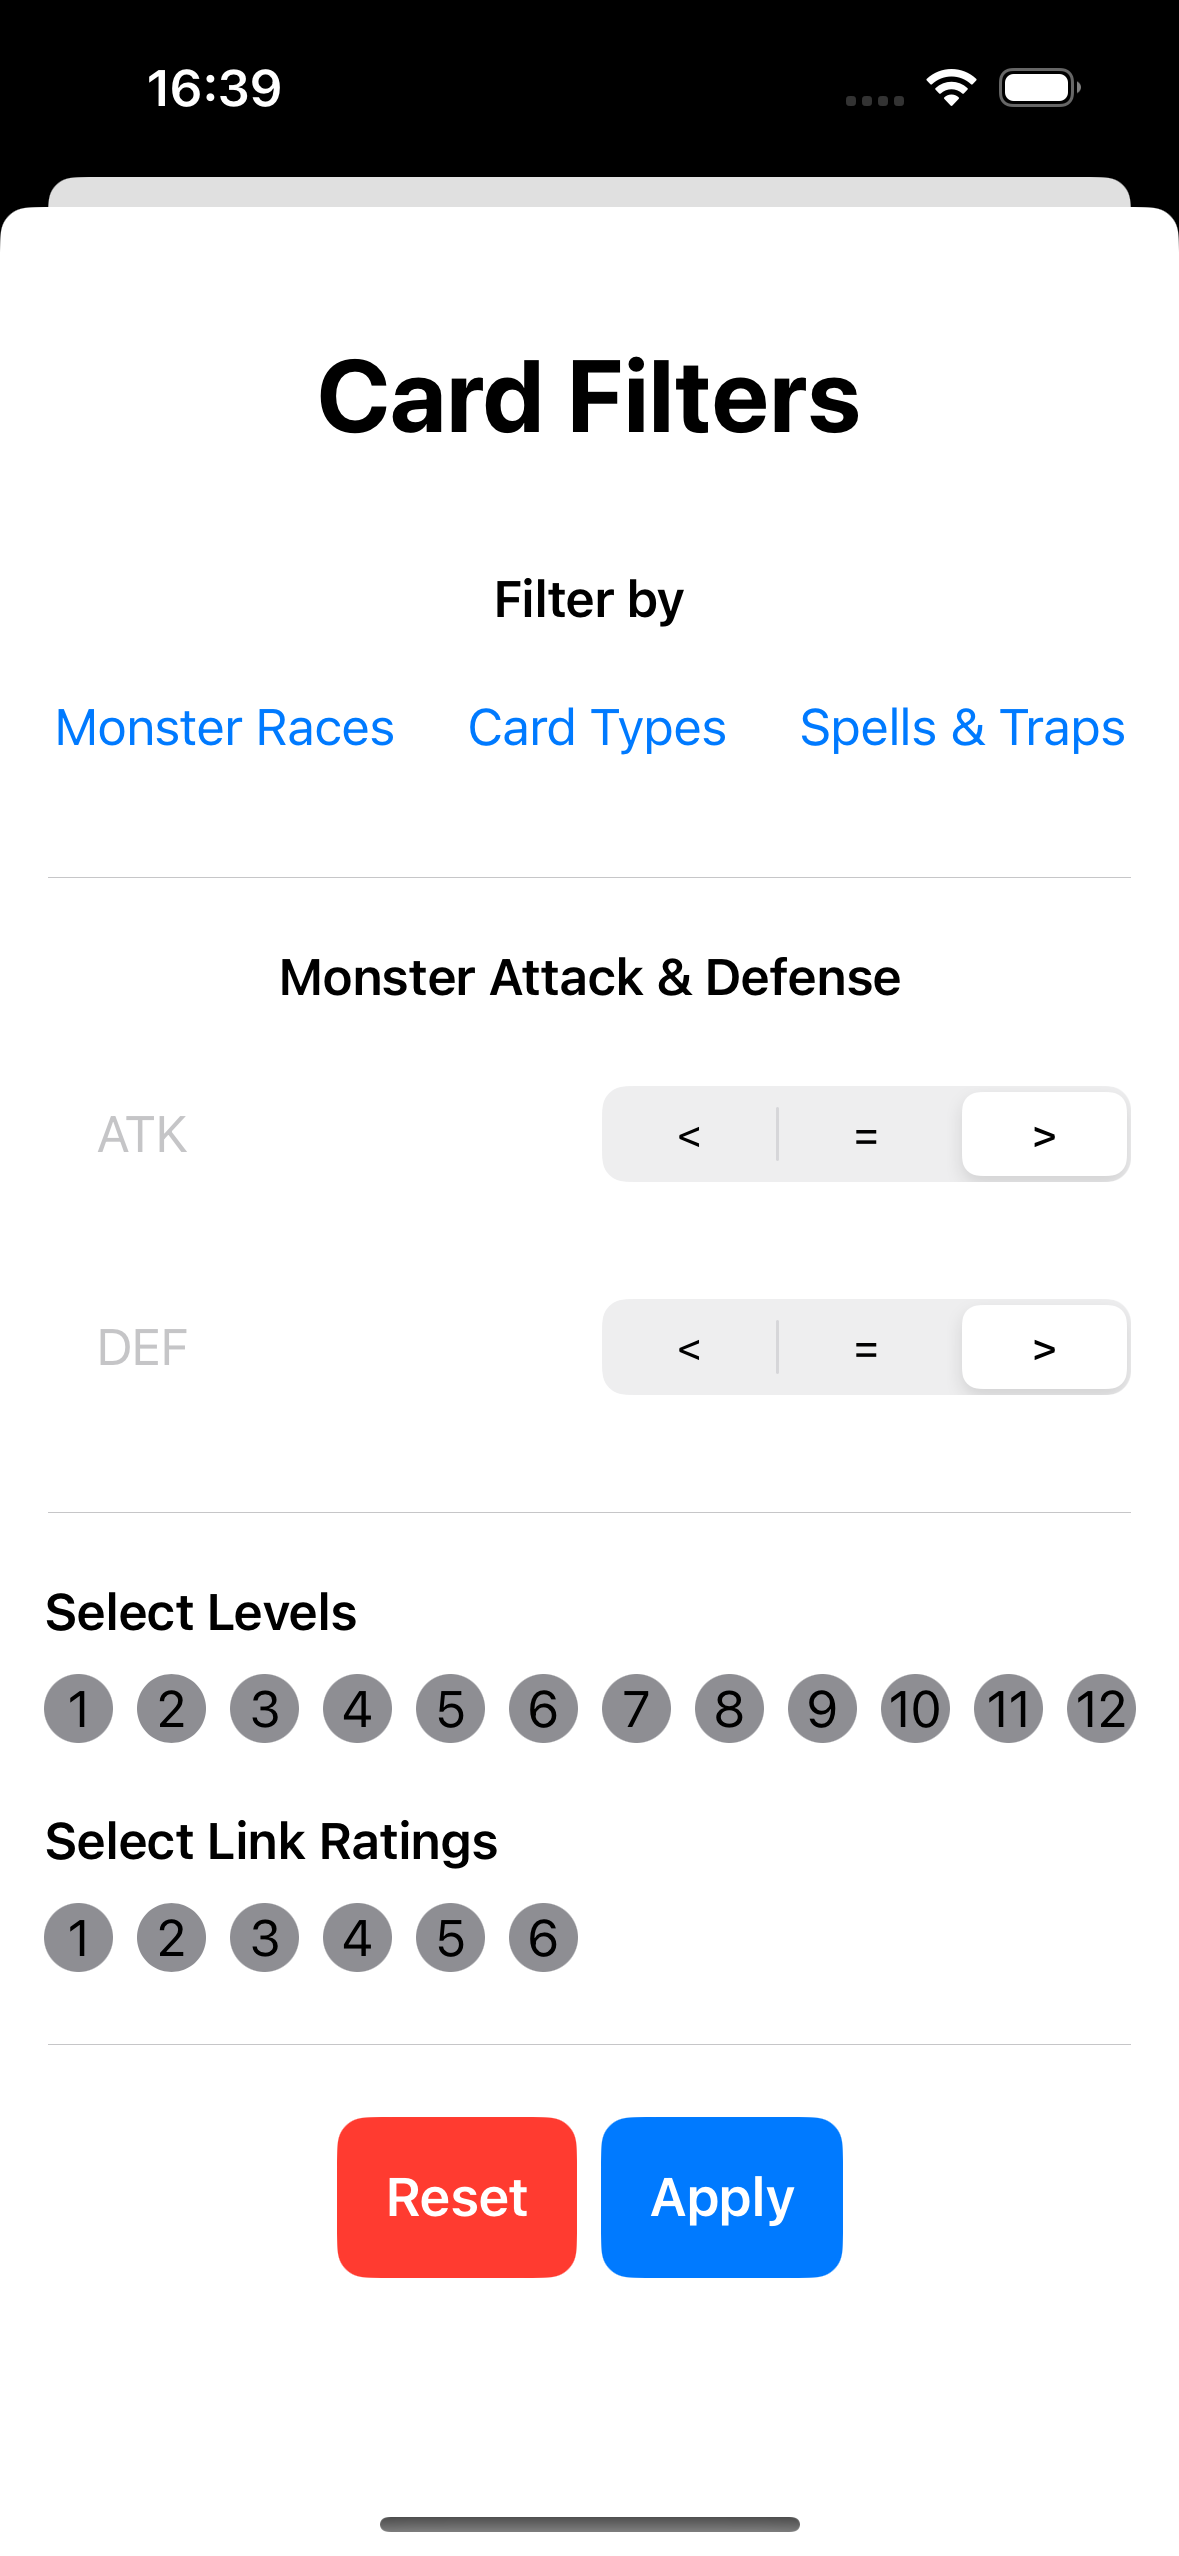 16:39
Card Filters
Filter by
Monster Races Card Types Spells & Traps
Monster Attack & Defense
ATK < = >
DEF < = >
Select Levels
1 2 3 4 5 6 7 8 9 10 11 12
Select Link Ratings
1 2 3 4 5 6
Reset Apply